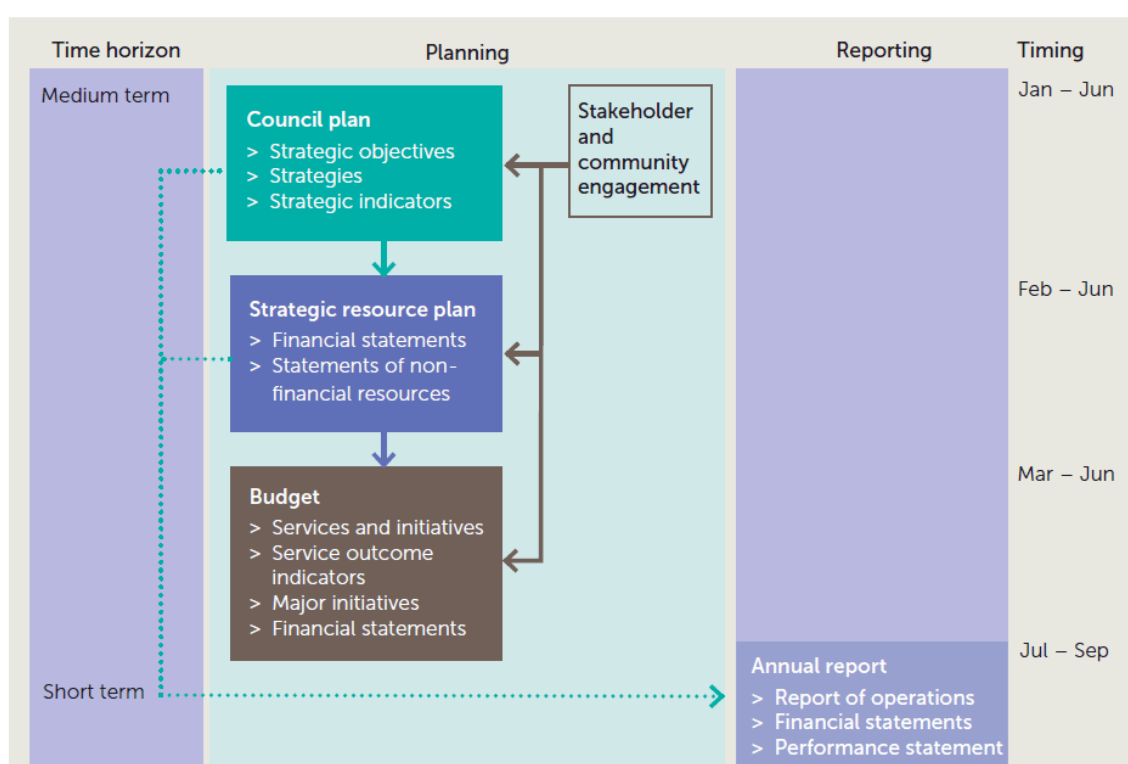 Time horizon
Planning
Reporting
Timing
Medium term
Council plan
> Strategic objectives
> Strategies
> Strategic indicators
Stakeholder
and
community
engagement
Jan – Jun
Strategic resource plan
> Financial statements
> Statements of non-
financial resources
Feb – Jun
Budget
> Services and initiatives
> Service outcome
indicators
> Major initiatives
> Financial statements
Mar – Jun
Short term
Annual report
> Report of operations
> Financial statements
> Performance statement
Jul – Sep